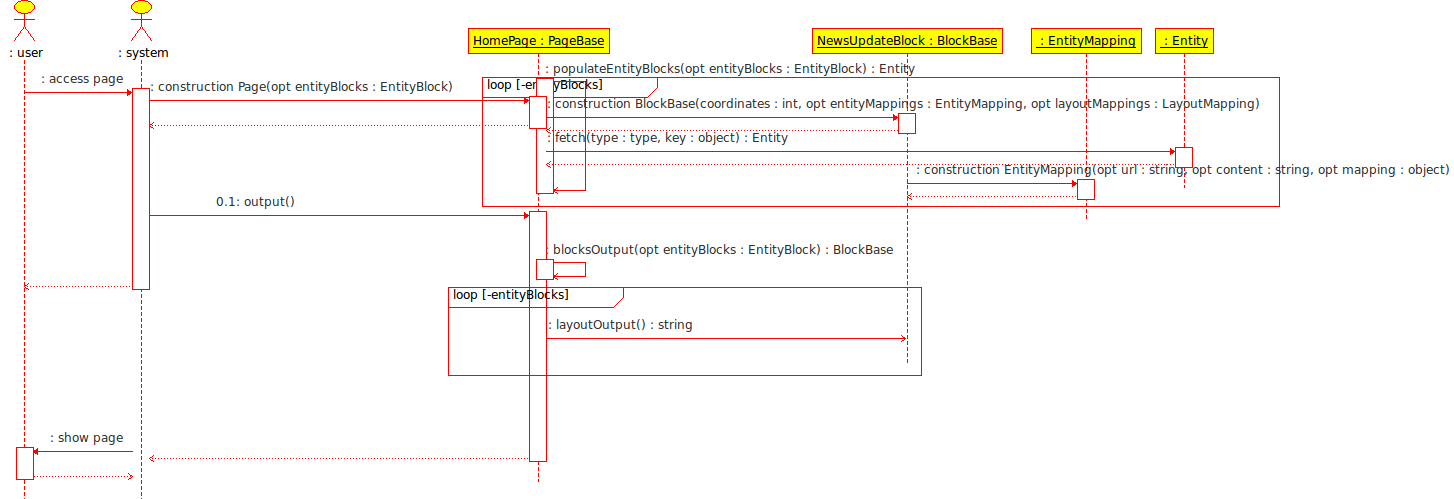 : user
: system
HomePage : PageBase
NewsUpdateBlock : BlockBase
: EntityMapping
: Entity
: populateEntityBlocks(opt entityBlocks : EntityBlock) : Entity
: access page
loop [-entityBlocks]
: construction Page(opt entityBlocks : EntityBlock)
: construction BlockBase(coordinates : int, opt entityMappings : EntityMapping, opt layoutMappings : LayoutMapping)
: fetch(type : type, key : object) : Entity
: construction EntityMapping(opt url : string, opt content : string, opt mapping : object)
0.1: output()
: blocksOutput(opt entityBlocks : EntityBlock) : BlockBase
loop [-entityBlocks]
: layoutOutput() : string
: show page